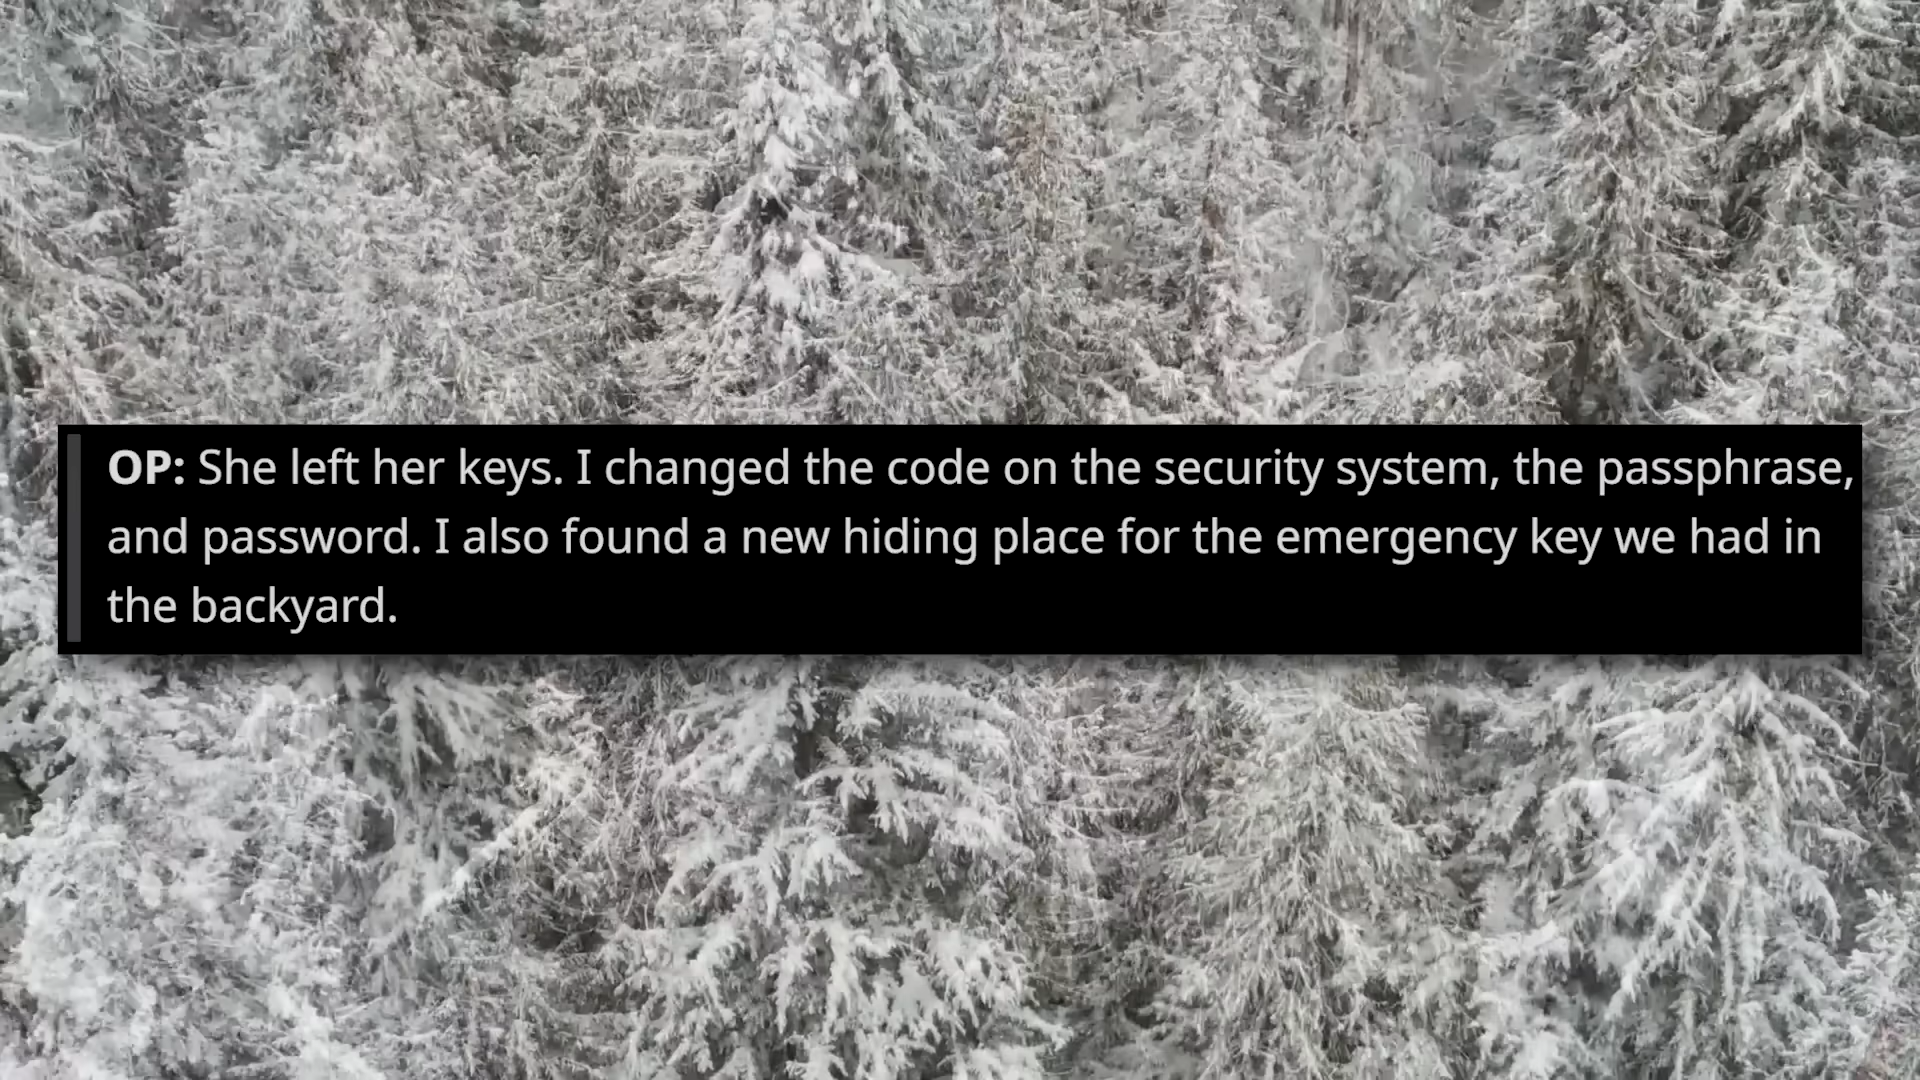 OP: She left her keys. I changed the code on the security system, the passphrase,
and password. I also found a new hiding place for the emergency key we had in
the backyard.